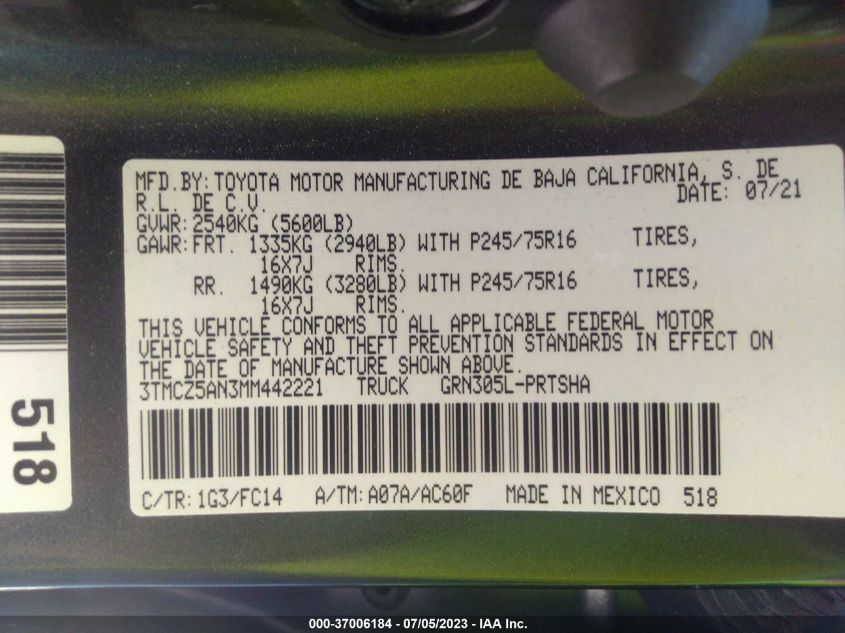 MFD.BY: TOYOTA MOTOR MANUFACTURING DE BAJA CALIFORNIA, S. DE
R.L. DE C.V. DATE: 07/21
GVWR: 2540KG (5600LB)
GAWR: FRT. 1335KG (2940LB) WITH P245/75R16 TIRES,
16X7J RIMS.
RR. 1490KG (3280LB) WITH P245/75R16 TIRES,
16X7J RIMS.
THIS VEHICLE CONFORMS TO ALL APPLICABLE FEDERAL MOTOR
VEHICLE SAFETY AND THEFT PREVENTION STANDARDS IN EFFECT ON
THE DATE OF MANUFACTURE SHOWN ABOVE.
3TMCZ5AN3MM442221 TRUCK GRN305L-PRTSHA
C/TR: 1G3/FC14 A/TM: A07A/AC60F MADE IN MEXICO 518
518
000-37006184 - 07/05/2023 - IAA Inc.